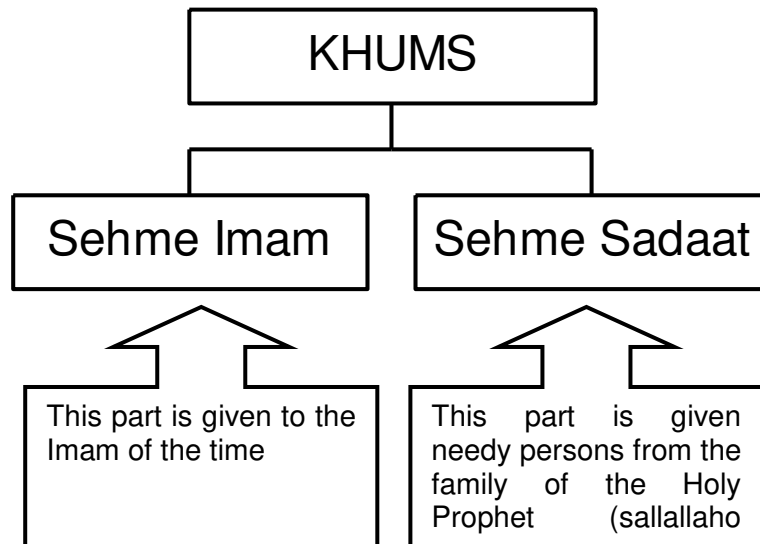 KHUMS
Sehme Imam
Sehme Sadaat
This part is given to the
Imam of the time
This part is given
needy persons from the
family of the Holy
Prophet (sallallaho